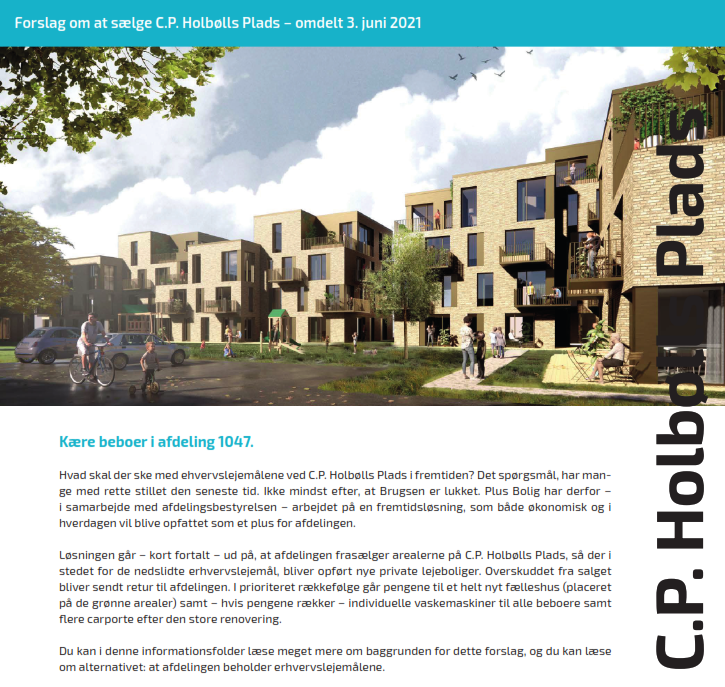 Forslag om at sælge C.P. Holbølls Plads – omdelt 3. juni 2021
C.P. Holbøl Plads
Kære beboer i afdeling 1047.
Hvad skal der ske med ehvervslejemålene ved C.P. Holbølls Plads i fremtiden? Det spørgsmål, har man-
ge med rette stillet den seneste tid. Ikke mindst efter, at Brugsen er lukket. Plus Bolig har derfor –
i samarbejde med afdelingsbestyrelsen – arbejdet på en fremtidsløsning, som både økonomisk og i
hverdagen vil blive opfattet som et plus for afdelingen.
Løsningen går – kort fortalt – ud på, at afdelingen frasælger arealerne på C.P. Holbølls Plads, så der i
stedet for de nedslidte erhvervslejemål, bliver opført nye private lejeboliger. Overskuddet fra salget
bliver sendt retur til afdelingen. I prioriteret rækkefølge går pengene til et helt nyt fælleshus (placeret
på de grønne arealer) samt – hvis pengene rækker – individuelle vaskemaskiner til alle beboere samt
flere carporte efter den store renovering.
Du kan i denne informationsfolder læse meget mere om baggrunden for dette forslag, og du kan læse
om alternativet: at afdelingen beholder erhvervslejemålene.